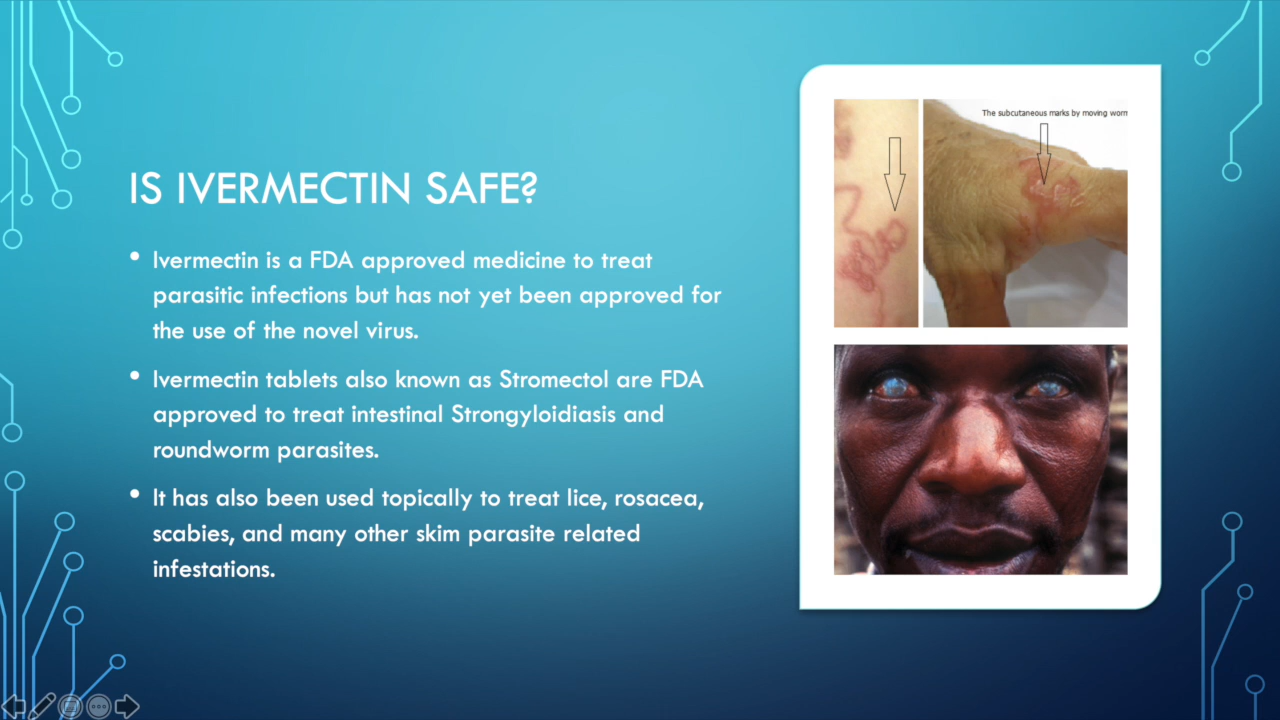 IS IVERMECTIN SAFE?
• Ivermectin is a FDA approved medicine to treat
parasitic infections but has not yet been approved for
the use of the novel virus.
• Ivermectin tablets also known as Stromectol are FDA
approved to treat intestinal Strongyloidiasis and
roundworm parasites.
• It has also been used topically to treat lice, rosacea,
scabies, and many other skim parasite related
infestations.
The subcutaneous marks by moving worm